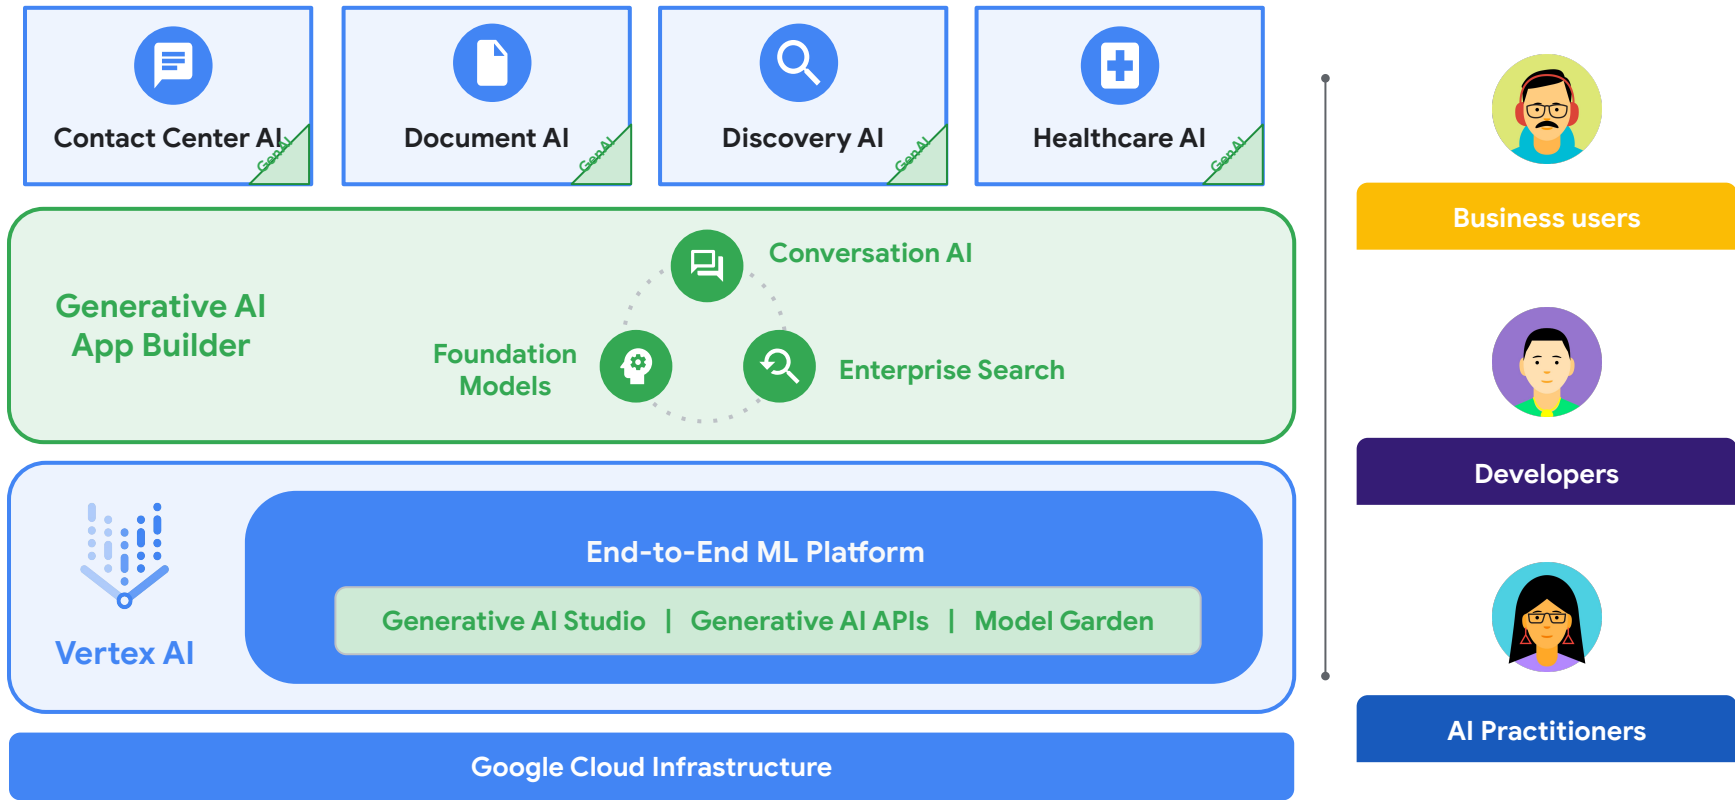 Contact Center AI
GenAI
Document AI
GenAI
Discovery AI
GenAI
Healthcare AI
GenAI
Business users
Generative AI
App Builder
Conversation AI
Foundation
Models
Enterprise Search
Developers
Vertex AI
End-to-End ML Platform
Generative AI Studio | Generative AI APIs | Model Garden
AI Practitioners
Google Cloud Infrastructure